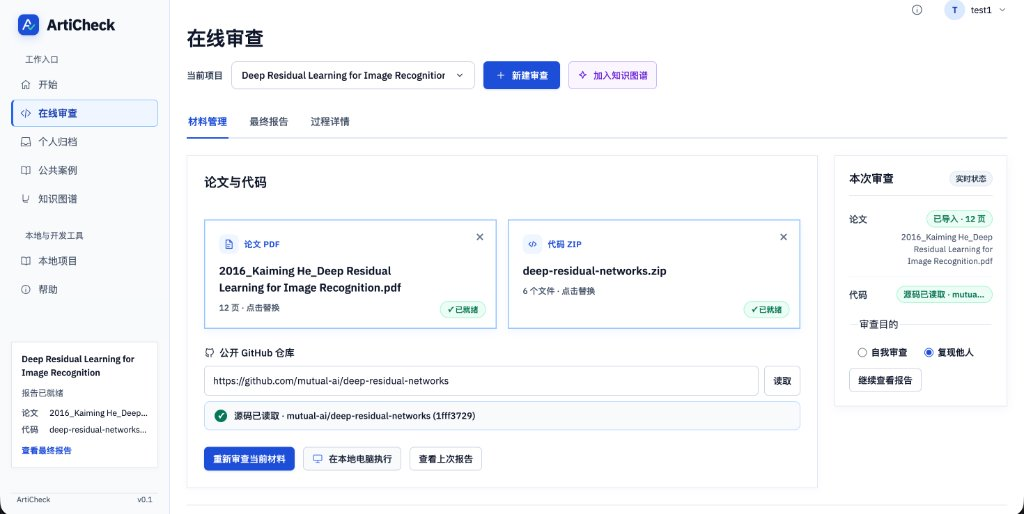 ArtiCheck
工作入口
开始
在线审查
个人归档
公共案例
知识图谱
本地与开发工具
本地项目
帮助
Deep Residual Learning for
Image Recognition
报告已就绪
论文 2016_Kaiming He_Deep...
代码 deep-residual-networks...
查看最终报告
ArtiCheck v0.1
T test1
在线审查
当前项目 Deep Residual Learning for Image Recognition
新建审查
加入知识图谱
材料管理 最终报告 过程详情
论文与代码
论文 PDF
2016_Kaiming He_Deep Residual
Learning for Image Recognition.pdf
12 页 · 点击替换
✓已就绪
代码 ZIP
deep-residual-networks.zip
6 个文件 · 点击替换
✓已就绪
公开 GitHub 仓库
https://github.com/mutual-ai/deep-residual-networks
读取
源码已读取 · mutual-ai/deep-residual-networks (1fff3729)
重新审查当前材料 在本地电脑执行 查看上次报告
本次审查 实时状态
论文 已导入 · 12 页
2016_Kaiming He_Deep
Residual Learning for
Image Recognition.pdf
代码 源码已读取 · mutua...
审查目的
自我审查 复现他人
继续查看报告